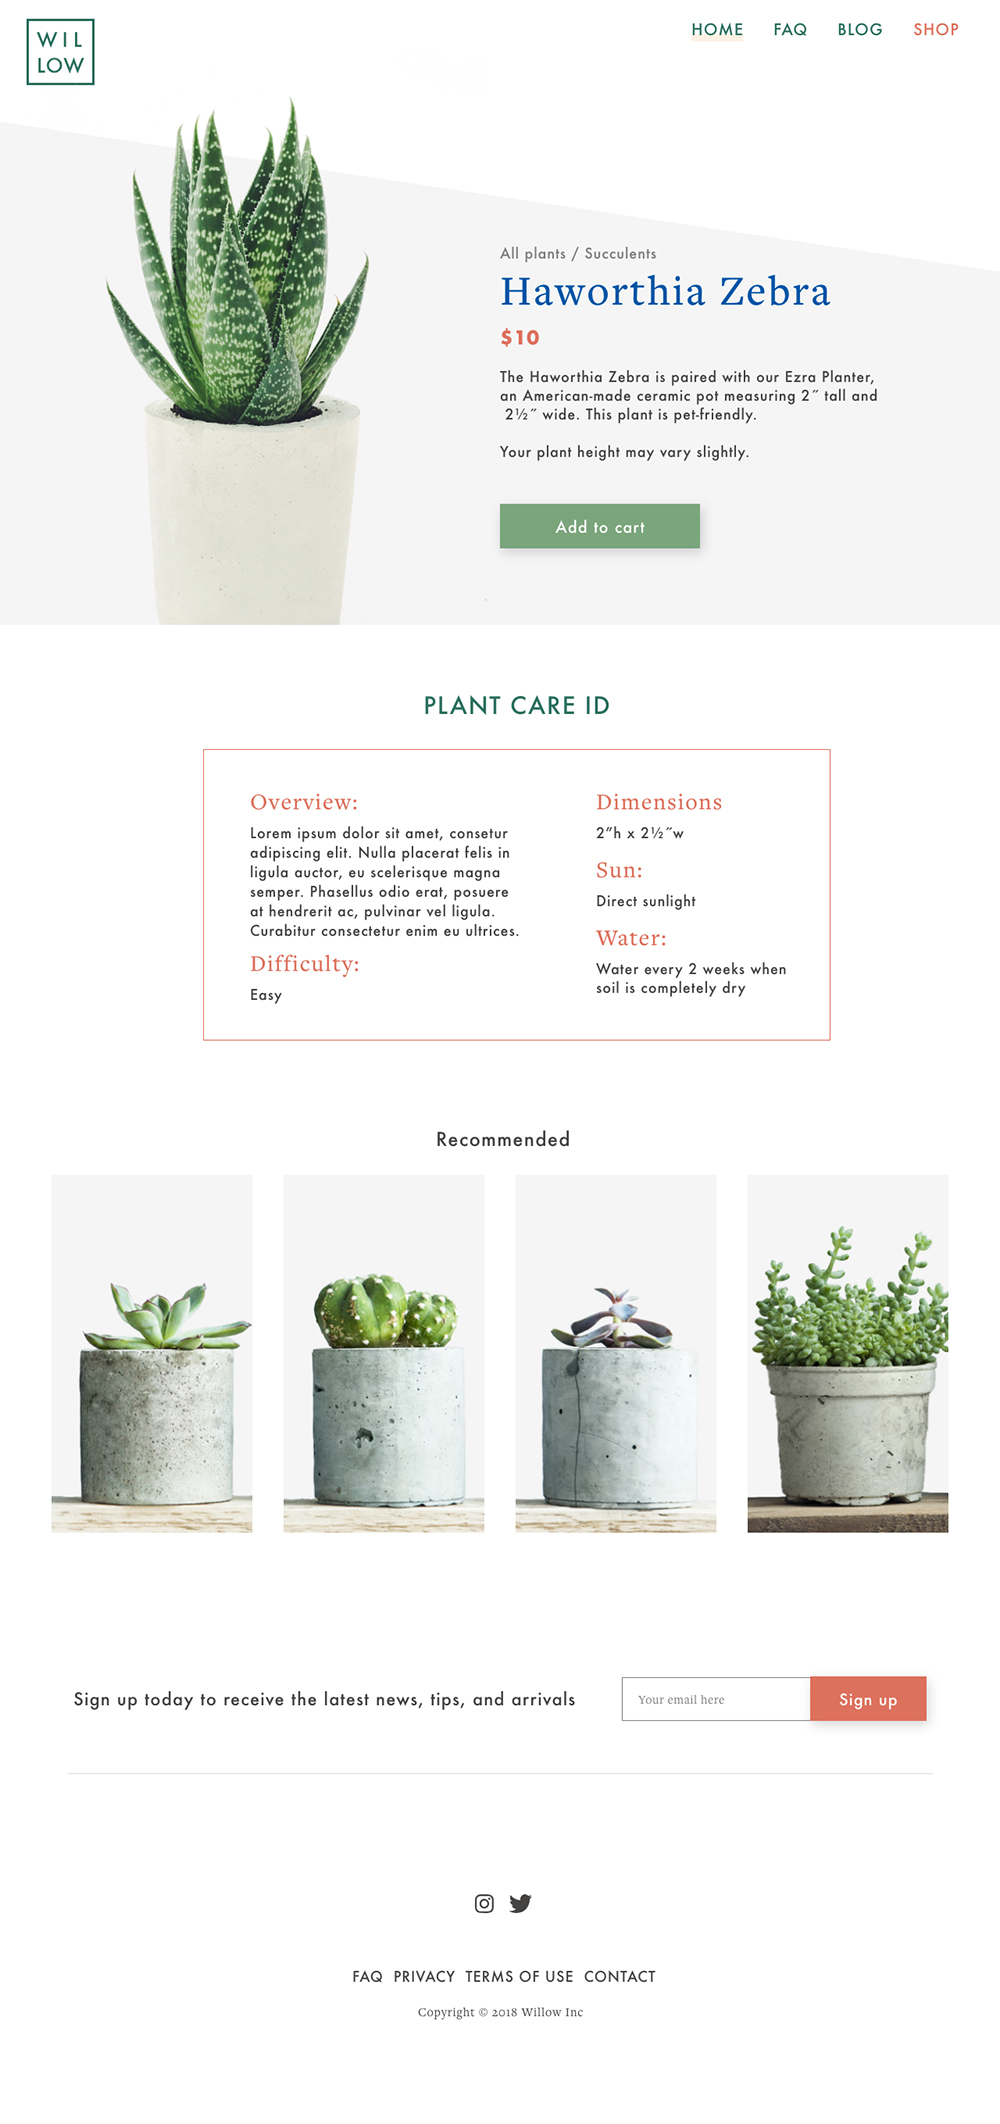 WIL
LOW
HOME FAQ BLOG SHOP
All plants / Succulents
Haworthia Zebra
$10
The Haworthia Zebra is paired with our Ezra Planter,
an American-made ceramic pot measuring 2˝ tall and
2½˝ wide. This plant is pet-friendly.
Your plant height may vary slightly.
Add to cart
PLANT CARE ID
Overview:
Lorem ipsum dolor sit amet, consetur
adipiscing elit. Nulla placerat felis in
ligula auctor, eu scelerisque magna
semper. Phasellus odio erat, posuere
at hendrerit ac, pulvinar vel ligula.
Curabitur consectetur enim eu ultrices.
Difficulty:
Easy
Dimensions
2”h x 2½˝w
Sun:
Direct sunlight
Water:
Water every 2 weeks when
soil is completely dry
Recommended
Sign up today to receive the latest news, tips, and arrivals
Your email here
Sign up
FAQ PRIVACY TERMS OF USE CONTACT
Copyright © 2018 Willow Inc